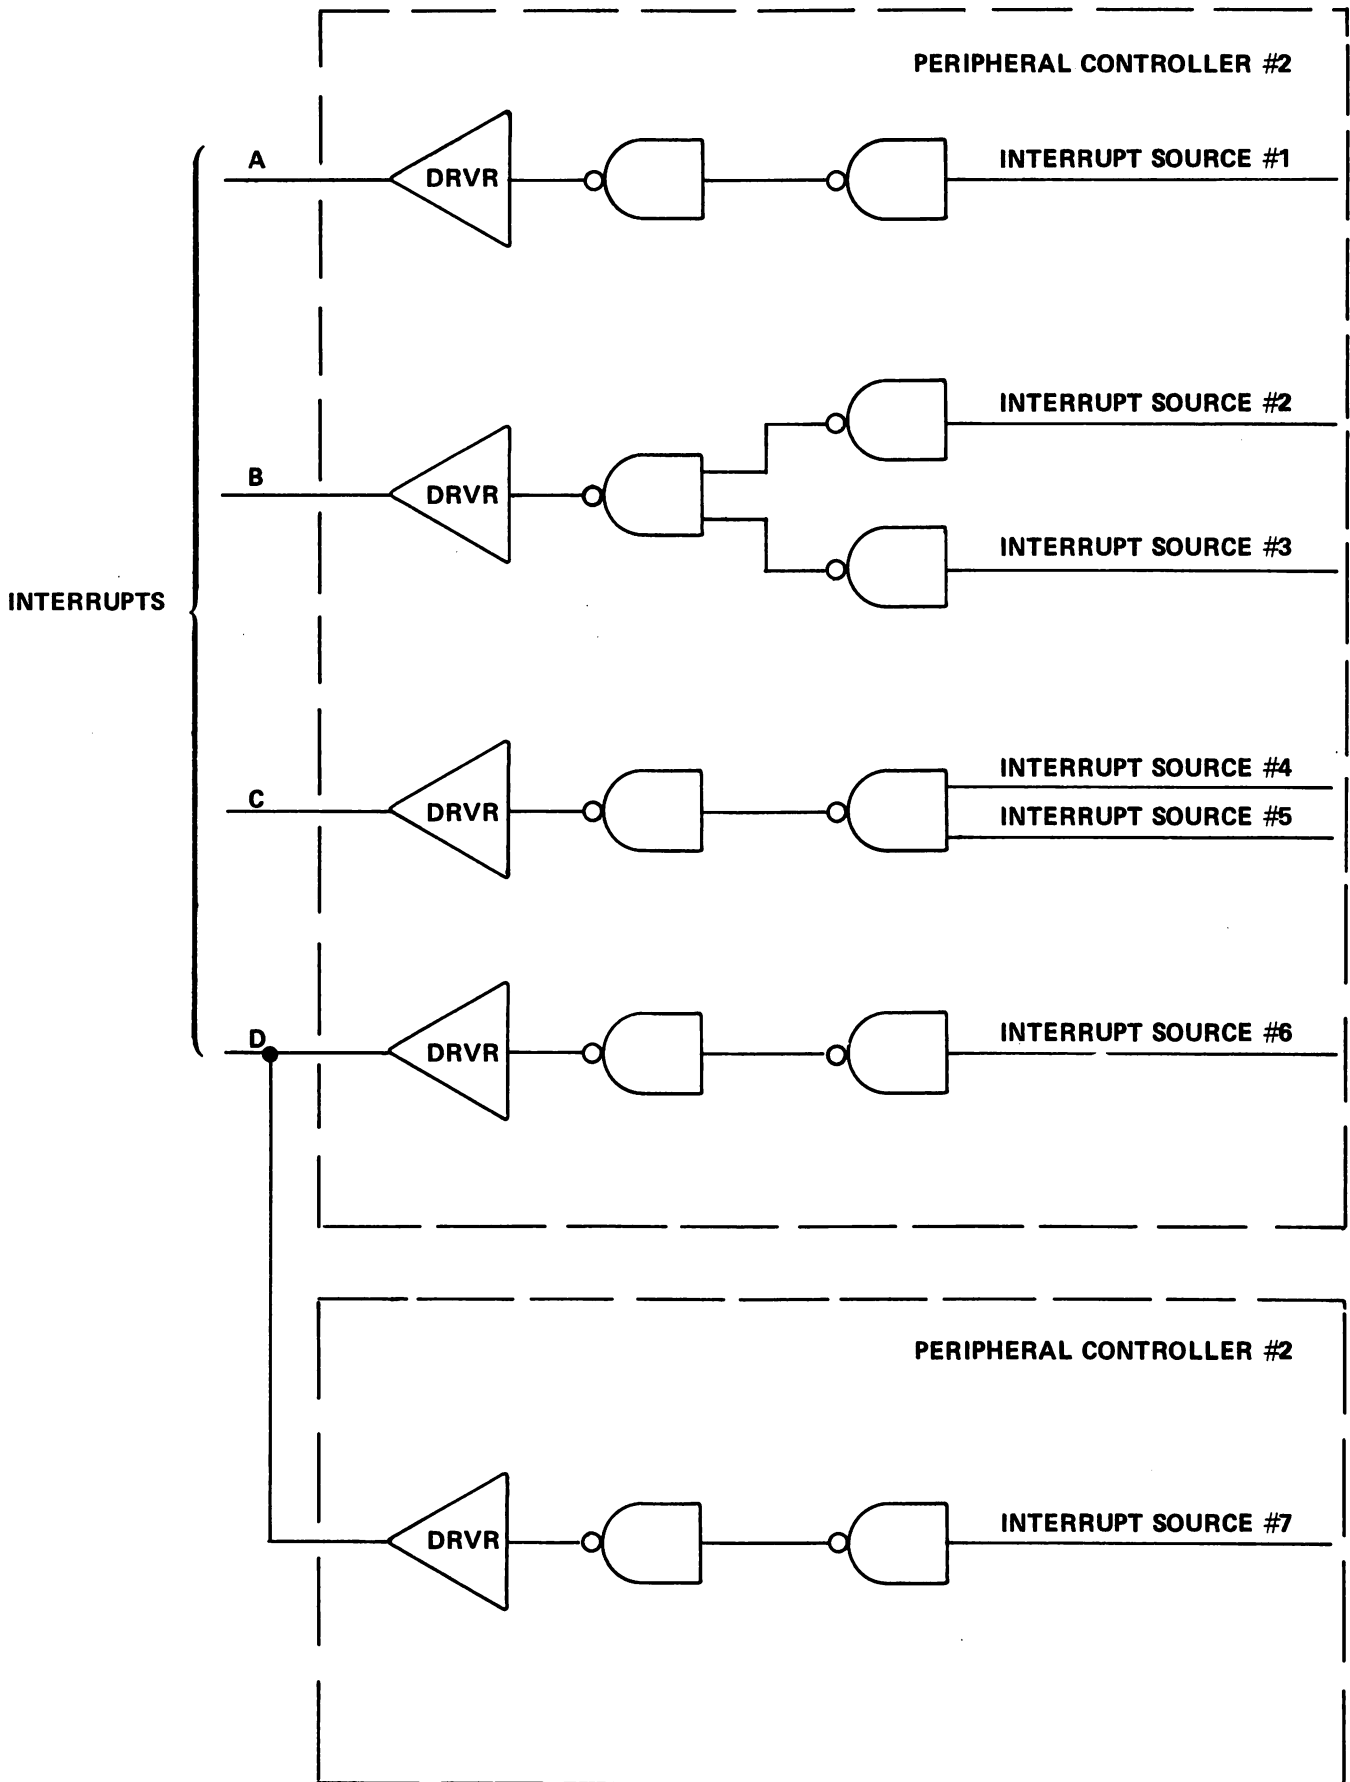 PERIPHERAL CONTROLLER #2
A
DRVR
INTERRUPT SOURCE #1
INTERRUPT SOURCE #2
B
DRVR
INTERRUPT SOURCE #3
INTERRUPTS
INTERRUPT SOURCE #4
C
DRVR
INTERRUPT SOURCE #5
D
DRVR
INTERRUPT SOURCE #6
PERIPHERAL CONTROLLER #2
DRVR
INTERRUPT SOURCE #7